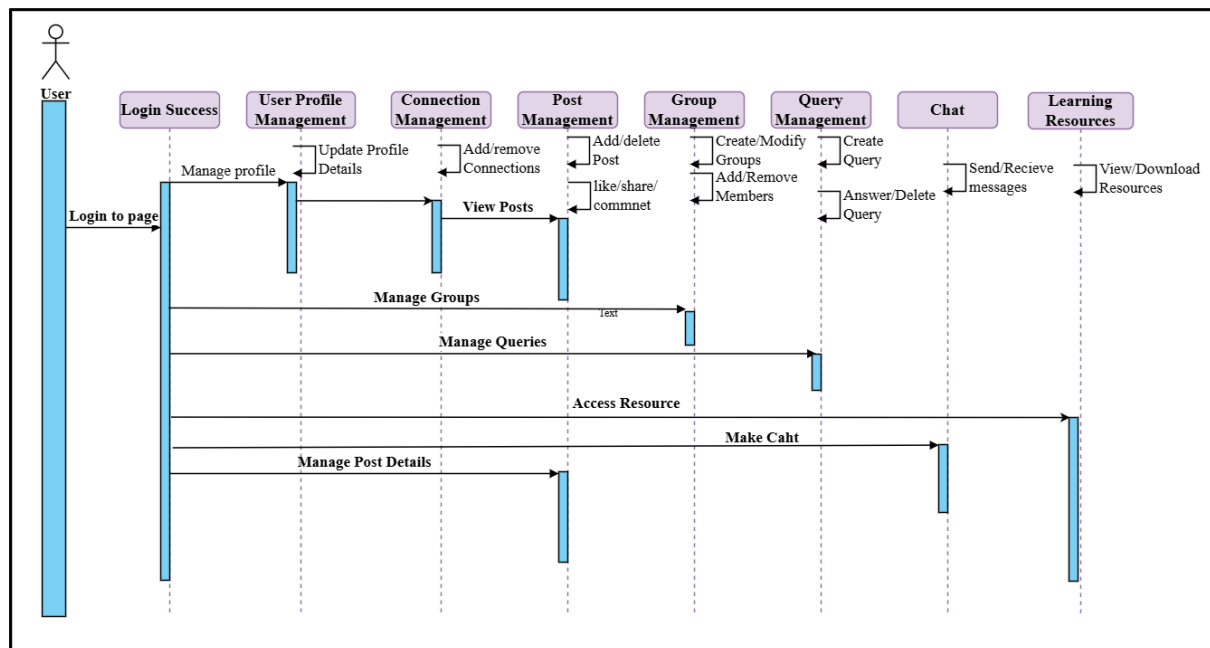 User
Login Success
User Profile
Management
Connection
Management
Post
Management
Group
Management
Query
Management
Chat
Learning
Resources
Update Profile
Details
Add/remove
Connections
Add/delete
Post
like/share/
commnet
Create/Modify
Groups
Add/Remove
Members
Create
Query
Answer/Delete
Query
Send/Recieve
messages
View/Download
Resources
Manage profile
Login to page
View Posts
Manage Groups
Text
Manage Queries
Access Resource
Make Caht
Manage Post Details